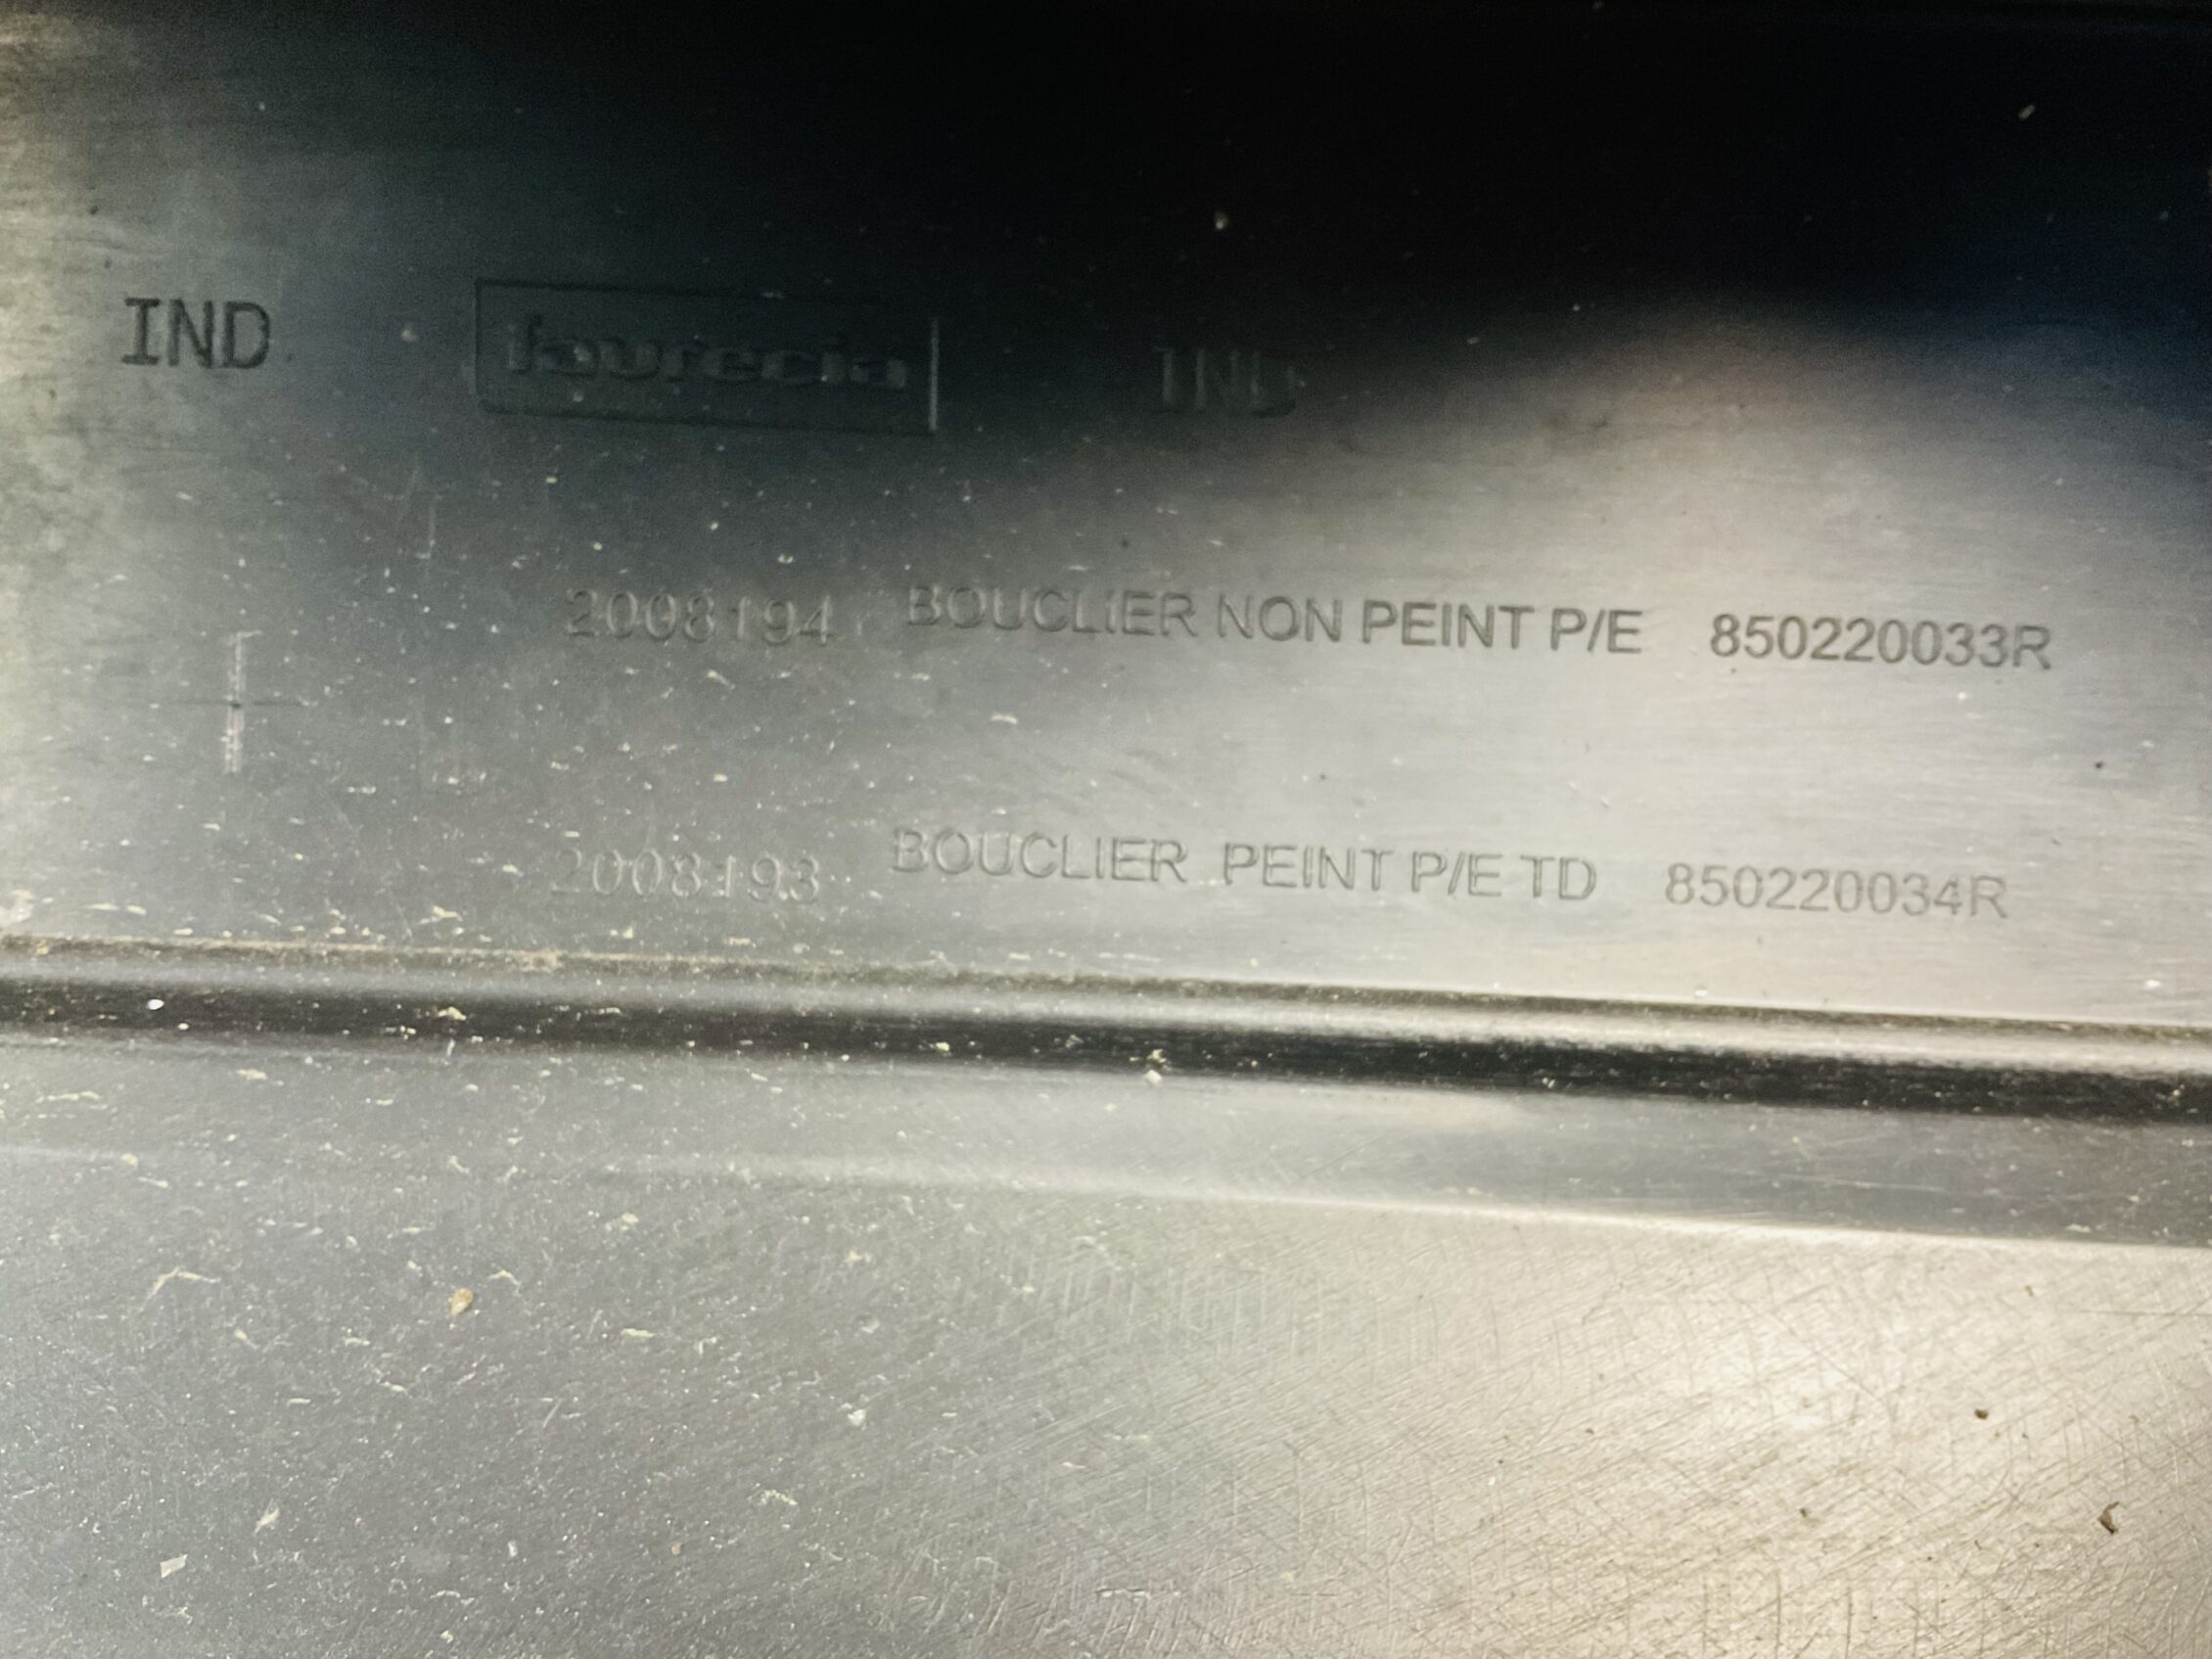 IND faurecia IND
2008194 BOUCLIER NON PEINT P/E 850220033R
2008193 BOUCLIER PEINT P/E TD 850220034R